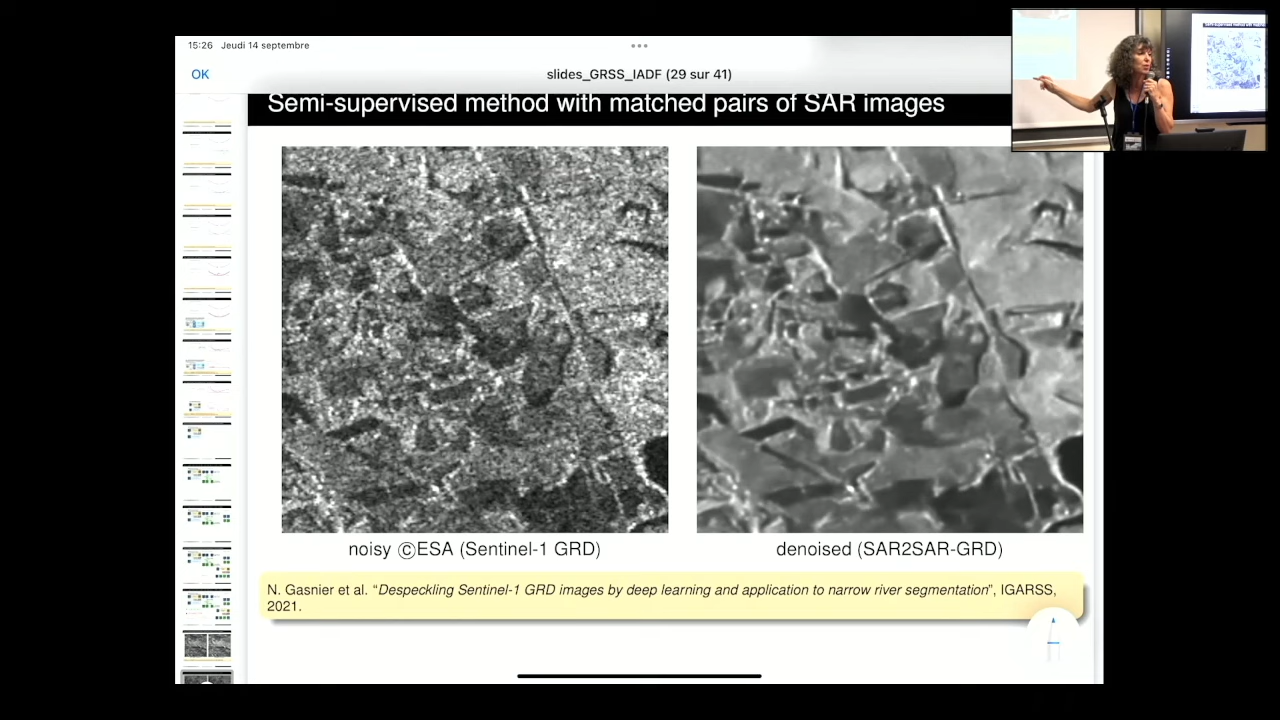 15:26 Jeudi 14 septembre
OK
slides_GRSS_IADF (29 sur 41)
Semi-supervised method with matched pairs of SAR images
noisy ©ESA (Sentinel-1 GRD)
denoised (SAR2SAR-GRD)
N. Gasnier et al. “Despeckling Sentinel-1 GRD images by deep learning and application to narrow river segmentation”, IGARSS,
2021.